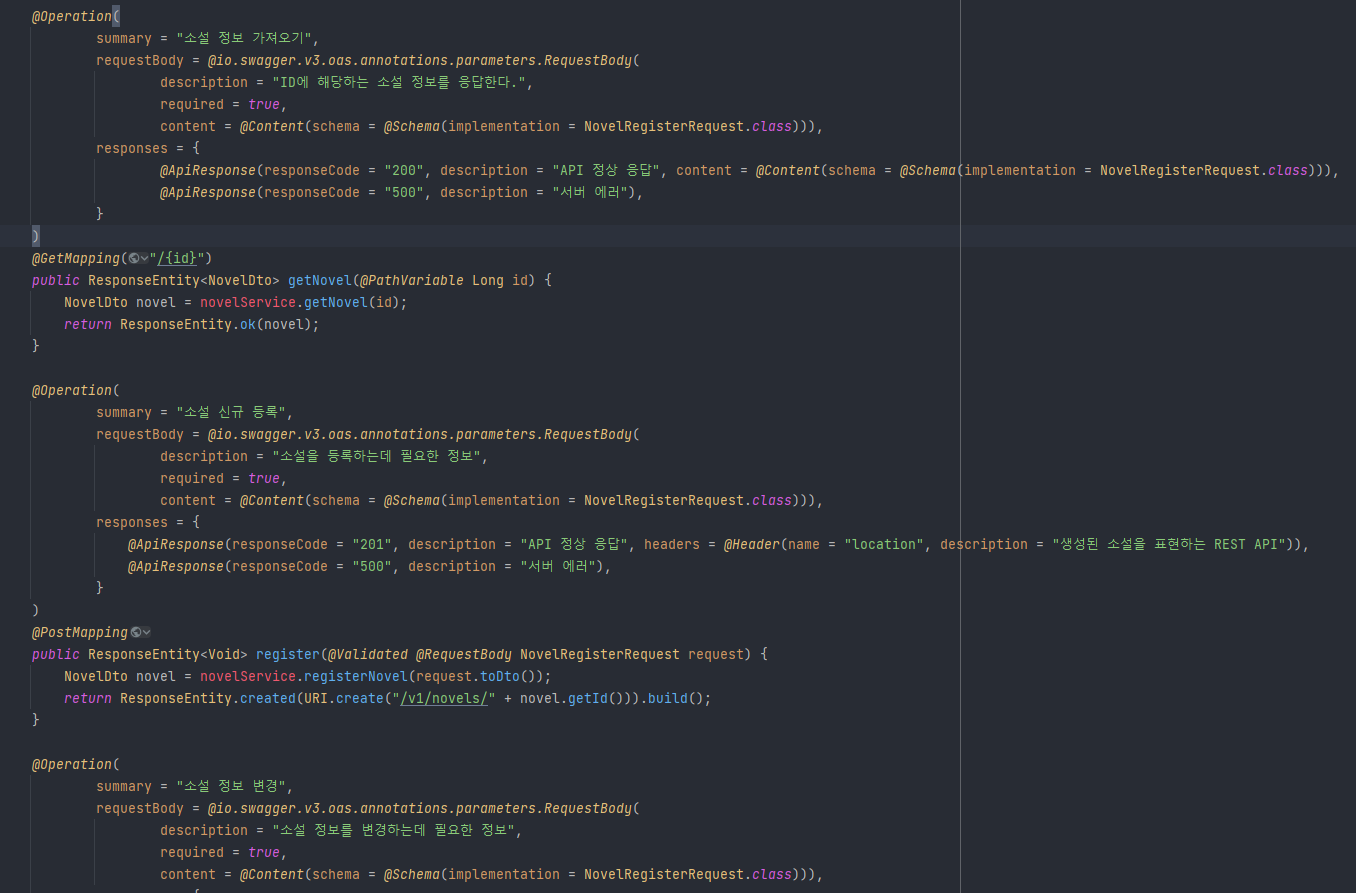 @Operation(
summary = "소설 정보 가져오기",
requestBody = @io.swagger.v3.oas.annotations.parameters.RequestBody(
description = "ID에 해당하는 소설 정보를 응답한다.",
required = true,
content = @Content(schema = @Schema(implementation = NovelRegisterRequest.class))),
responses = {
@ApiResponse(responseCode = "200", description = "API 정상 응답", content = @Content(schema = @Schema(implementation = NovelRegisterRequest.class))),
@ApiResponse(responseCode = "500", description = "서버 에러"),
}
)
@GetMapping("/{id}")
public ResponseEntity<NovelDto> getNovel(@PathVariable Long id) {
NovelDto novel = novelService.getNovel(id);
return ResponseEntity.ok(novel);
}
@Operation(
summary = "소설 신규 등록",
requestBody = @io.swagger.v3.oas.annotations.parameters.RequestBody(
description = "소설을 등록하는데 필요한 정보",
required = true,
content = @Content(schema = @Schema(implementation = NovelRegisterRequest.class))),
responses = {
@ApiResponse(responseCode = "201", description = "API 정상 응답", headers = @Header(name = "location", description = "생성된 소설을 표현하는 REST API")),
@ApiResponse(responseCode = "500", description = "서버 에러"),
}
)
@PostMapping
public ResponseEntity<Void> register(@Validated @RequestBody NovelRegisterRequest request) {
NovelDto novel = novelService.registerNovel(request.toDto());
return ResponseEntity.created(URI.create("/v1/novels/" + novel.getId())).build();
}
@Operation(
summary = "소설 정보 변경",
requestBody = @io.swagger.v3.oas.annotations.parameters.RequestBody(
description = "소설 정보를 변경하는데 필요한 정보",
required = true,
content = @Content(schema = @Schema(implementation = NovelRegisterRequest.class))),